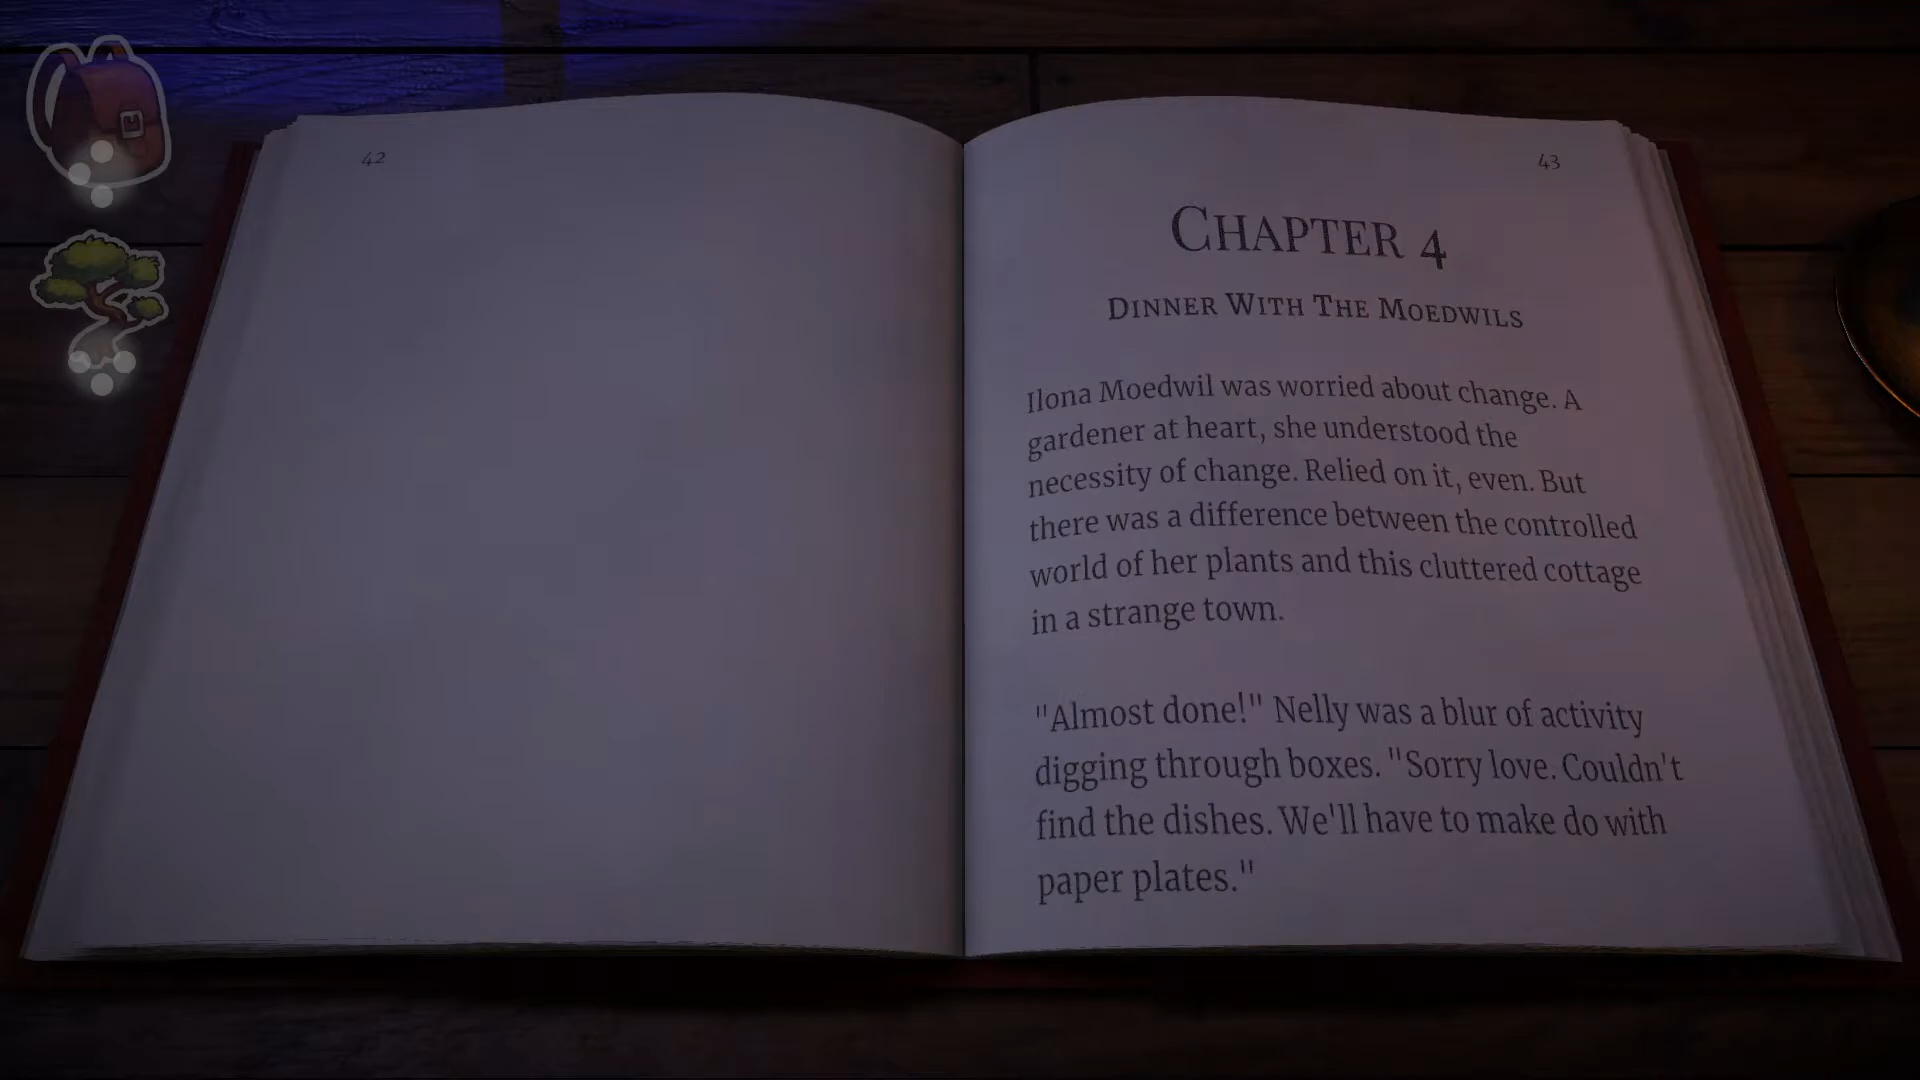 42
43
CHAPTER 4
DINNER WITH THE MOEDWILS
Ilona Moedwil was worried about change. A
gardener at heart, she understood the
necessity of change. Relied on it, even. But
there was a difference between the controlled
world of her plants and this cluttered cottage
in a strange town.
"Almost done!" Nelly was a blur of activity
digging through boxes. "Sorry love. Couldn't
find the dishes. We'll have to make do with
paper plates."